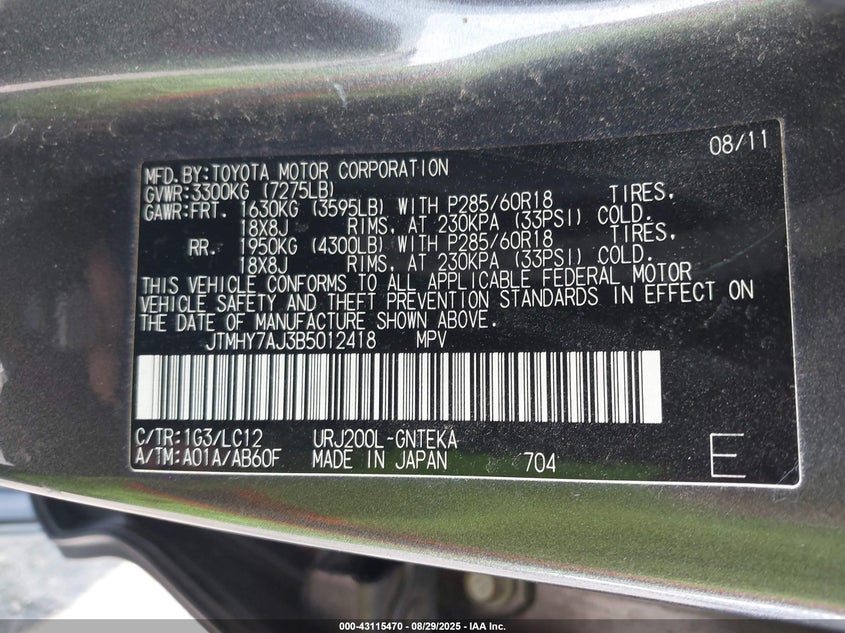 08/11
MFD.BY:TOYOTA MOTOR CORPORATION
GVWR:3300KG (7275LB)
GAWR:FRT. 1630KG (3595LB) WITH P285/60R18 TIRES,
18X8J RIMS, AT 230KPA (33PSI) COLD.
RR. 1950KG (4300LB) WITH P285/60R18 TIRES,
18X8J RIMS, AT 230KPA (33PSI) COLD.
THIS VEHICLE CONFORMS TO ALL APPLICABLE FEDERAL MOTOR
VEHICLE SAFETY AND THEFT PREVENTION STANDARDS IN EFFECT ON
THE DATE OF MANUFACTURE SHOWN ABOVE.
JTMHY7AJ3B5012418 MPV
C/TR:1G3/LC12 URJ200L-GNTEKA
A/TM:A01A/AB60F MADE IN JAPAN 704 E
000-43115470 - 08/29/2025 - IAA Inc.